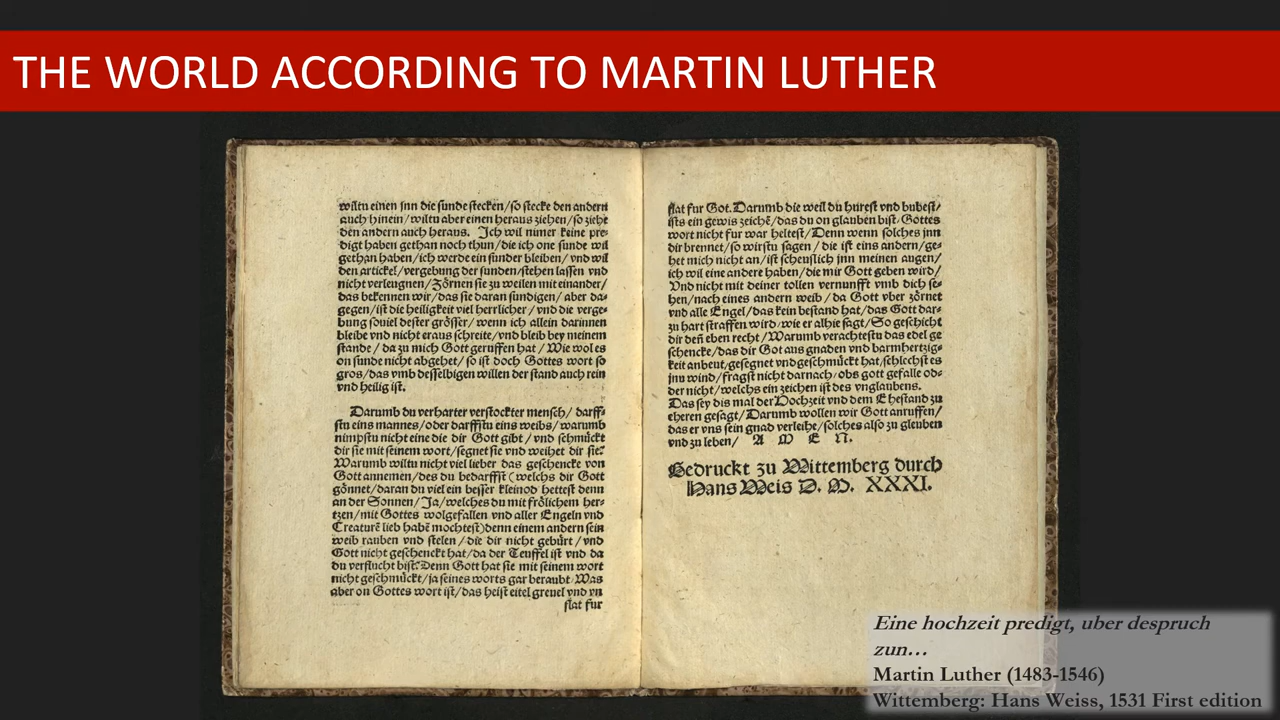 THE WORLD ACCORDING TO MARTIN LUTHER
wiltu einen jnn die sunde stecken/so stecke den andern
auch hinein/wiltu aber einen heraus ziehen/so zihe
den andern auch heraus. Ich wil nimer keine pre-
digt haben gethan noch thun/die ich one sunde wil
gethan haben/ich werde ein sunder bleiben/vnd wil
den artickel/vergebung der sunden/stehen lassen vnd
nicht verleugnen/Zörnen sie zu weilen mit einander/
das bekennen wir/das sie daran sundigen/aber da-
gegen/ist die heiligkeit viel herrlicher/vnd die verge-
bung souiel dester grösser/wenn ich allein darinnen
bleibe vnd nicht eraus schreite/vnd bleib bey meinem
stande/da zu mich Gott geruffen hat/Wie wol es
on sunde nicht abgehet/so ist doch Gottes wort so
gros/das vmb desselbigen willen der stand auch rein
vnd heilig ist.
Darumb du verharter verstockter mensch/darff-
stu eins mannes/oder darffstu eins weibs/warumb
nimpstu nicht eine die dir Gott gibt/vnd schmückt
dir sie mit seinem wort/segnet sie vnd weihet dir sie?
Warumb wiltu nicht viel lieber das geschencke von
Gott annemen/des du bedarffst(welchs dir Gott
gönnet/daran du viel ein besser kleinod hettest denn
an der Sonnen/Ja/welches du mit frölichem her-
tzen/mit Gottes wolgefallen vnd aller Engeln vnd
Creaturē lieb habē mochtest)denn einem andern sein
weib rauben vnd stelen/die dir nicht gebürt/vnd
Gott nicht geschenckt hat/da der Teuffel ist vnd da
du verflucht bist?Denn Gott hat sie mit seinem wort
nicht geschmückt/ja seines worts gar beraubt/Was
aber on Gottes wort ist/das heist eitel grewel vnd vn
flat fur
flat fur Got. Darumb die weil du hurest vnd bubest/
ists ein gewis zeichē/das du on glauben bist/Gottes
wort nicht fur war heltest/Denn wenn solches jnn
dir brennet/so wirstu sagen/die ist eins andern/ge-
het mich nicht an/ist scheuslich jnn meinen augen/
ich wil eine andere haben/die mir Gott geben wird/
Vnd nicht mit deiner tollen vernunfft vmb dich se-
hen/nach eines andern weib/da Gott vber zörnet
vnd alle Engel/das kein bestand hat/das Gott dar-
zu hart straffen wird/wie er alhie sagt/So geschicht
dir deñ eben recht/Warumb verachtestu das edel ge
schencke/das dir Got aus gnaden vnd barmhertzig-
keit anbeut/gesegnet vnd geschmückt hat/schlechst es
jnn wind/fragst nicht darnach/obs gott gefalle od-
der nicht/welchs ein zeichen ist des vnglaubens.
Das sey dis mal der Hochzeit vnd dem Ehestand zu
eheren gesagt/Darumb wollen wir Gott anruffen/
das er vns sein gnad verleihe/solches also zu glauben
vnd zu leben/ A M E N.
Gedruckt zu Wittemberg durch
Hans Weis D. M. XXXI.
Eine hochzeit predigt, uber despruch
zun…
Martin Luther (1483-1546)
Wittemberg: Hans Weiss, 1531 First edition